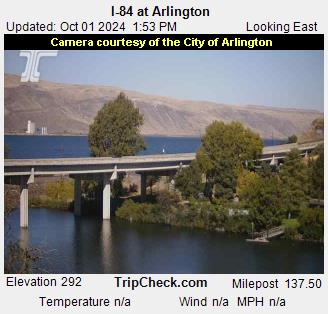 I-84 at Arlington
Updated: Oct 01 2024 1:53 PM Looking East
Camera courtesy of the City of Arlington
Elevation 292 TripCheck.com Milepost 137.50
Temperature n/a Wind n/a MPH n/a